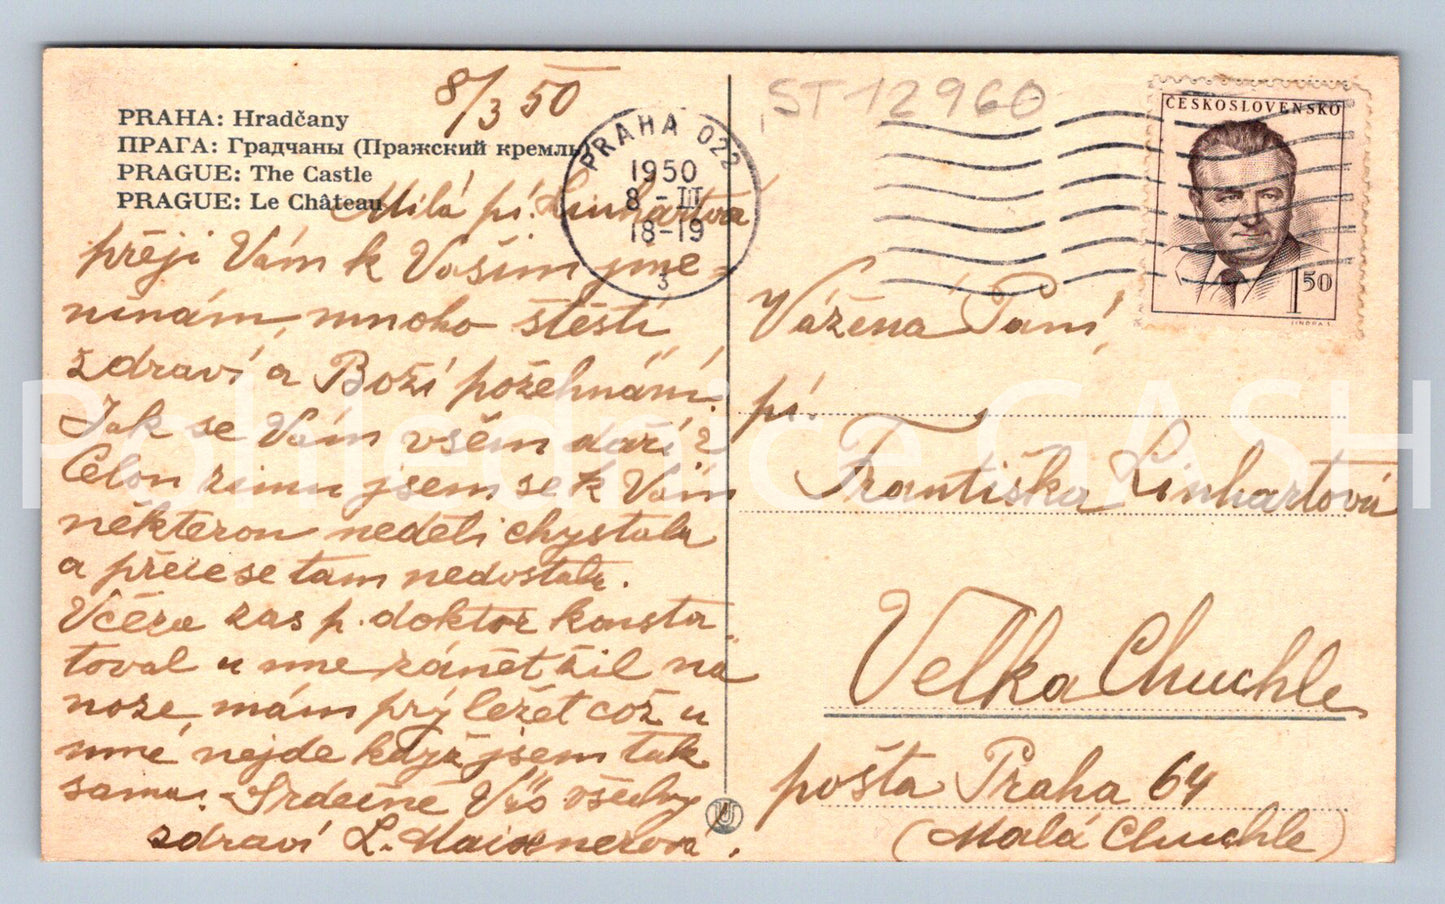 PRAHA: Hradčany
ПРАГА: Градчаны (Пражский кремль)
PRAGUE: The Castle
PRAGUE: Le Château
8/3 50
Milá pí. Linhartová
přeji Vám k Vašim jme-
ninám, mnoho štěstí
zdraví a Boží požehnání.
Jak se Vám všem daří?
Celou zimu jsem se k Vám
některou neděli chystala
a přece se tam nedostala.
Včera zas p. doktor konsta-
toval u mne zánět žil na
noze, mám prý ležet což u
mně nejde když jsem tak
sama. - Srdečně Vás všechny
zdraví L. Maixnerová.
PRAHA 022
1950
8 - III
18-19
3
ST 12960
ČESKOSLOVENSKO
1 50
Vážená Paní,
pí.
Františka Linhartová
Velka Chuchle
pošta Praha 64
(Malá Chuchle)
Pohlednice GASH